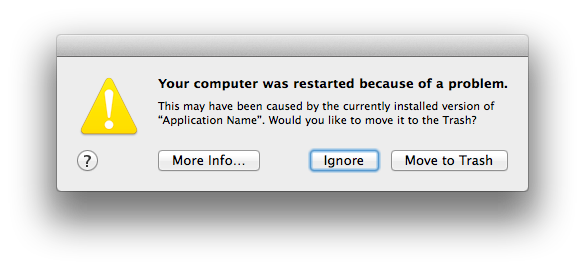 Your computer was restarted because of a problem.
This may have been caused by the currently installed version of
“Application Name”. Would you like to move it to the Trash?
? More Info... Ignore Move to Trash